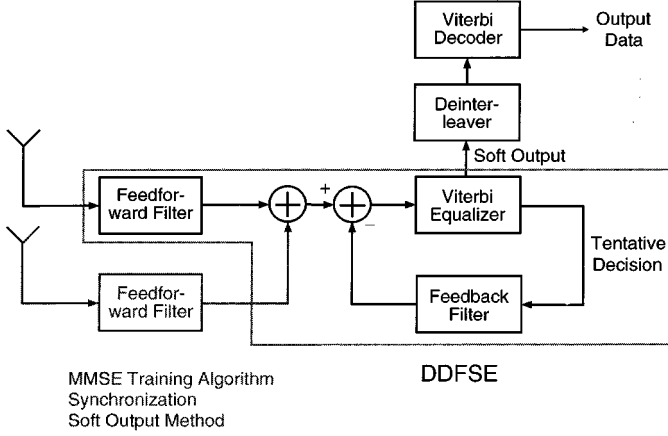 Viterbi
Decoder
Output
Data
Deinter-
leaver
Soft Output
Feedfor-
ward Filter
+
Viterbi
Equalizer
–
Tentative
Decision
Feedfor-
ward Filter
Feedback
Filter
MMSE Training Algorithm
Synchronization
Soft Output Method
DDFSE